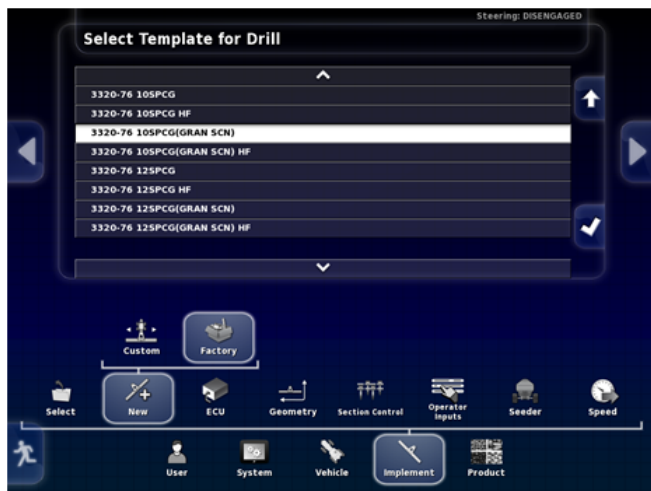 Steering: DISENGAGED
Select Template for Drill
3320-76 10SPCG
3320-76 10SPCG HF
3320-76 10SPCG(GRAN SCN)
3320-76 10SPCG(GRAN SCN) HF
3320-76 12SPCG
3320-76 12SPCG HF
3320-76 12SPCG(GRAN SCN)
3320-76 12SPCG(GRAN SCN) HF
Custom
Factory
Select
New
ECU
Geometry
Section Control
Operator
Inputs
Seeder
Speed
User
System
Vehicle
Implement
Product